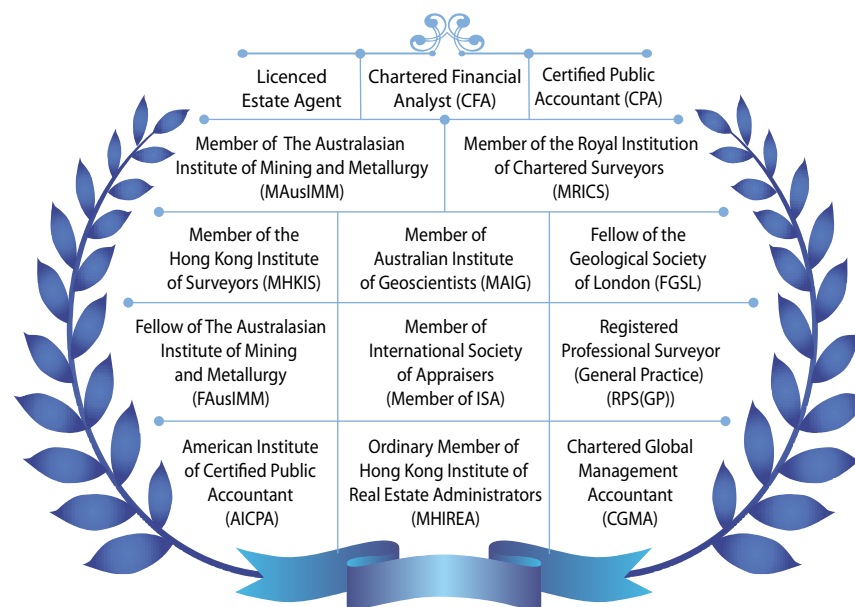 Licenced
Estate Agent
Chartered Financial
Analyst (CFA)
Certified Public
Accountant (CPA)
Member of The Australasian
Institute of Mining and Metallurgy
(MAusIMM)
Member of the Royal Institution
of Chartered Surveyors
(MRICS)
Member of the
Hong Kong Institute
of Surveyors (MHKIS)
Member of
Australian Institute
of Geoscientists (MAIG)
Fellow of the
Geological Society
of London (FGSL)
Fellow of The Australasian
Institute of Mining
and Metallurgy
(FAusIMM)
Member of
International Society
of Appraisers
(Member of ISA)
Registered
Professional Surveyor
(General Practice)
(RPS(GP))
American Institute
of Certified Public
Accountant
(AICPA)
Ordinary Member of
Hong Kong Institute of
Real Estate Administrators
(MHIREA)
Chartered Global
Management
Accountant
(CGMA)